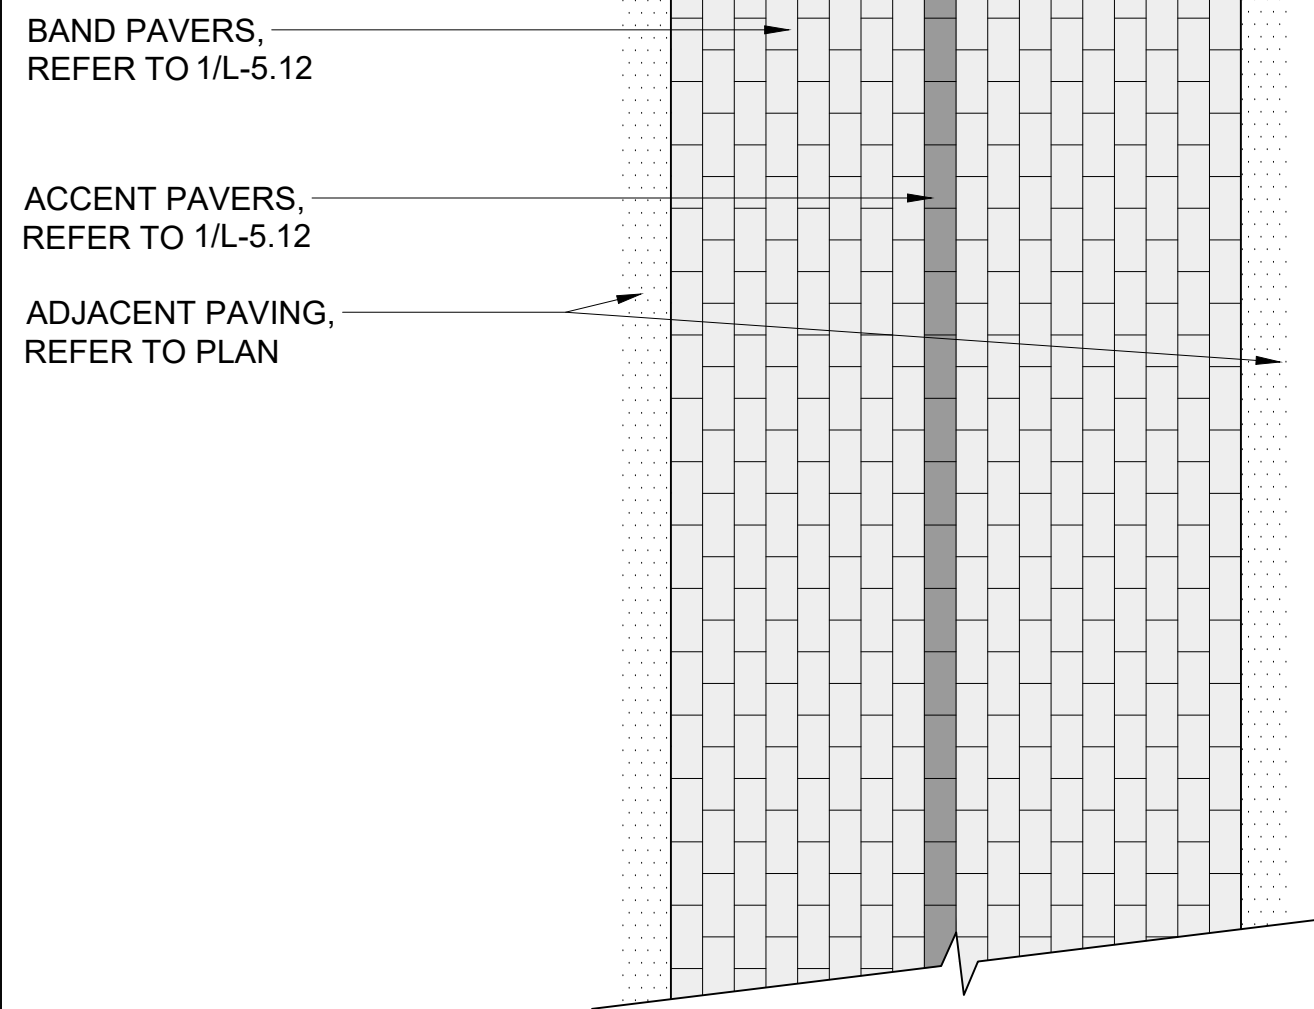 BAND PAVERS,
REFER TO 1/L-5.12
ACCENT PAVERS,
REFER TO 1/L-5.12
ADJACENT PAVING,
REFER TO PLAN